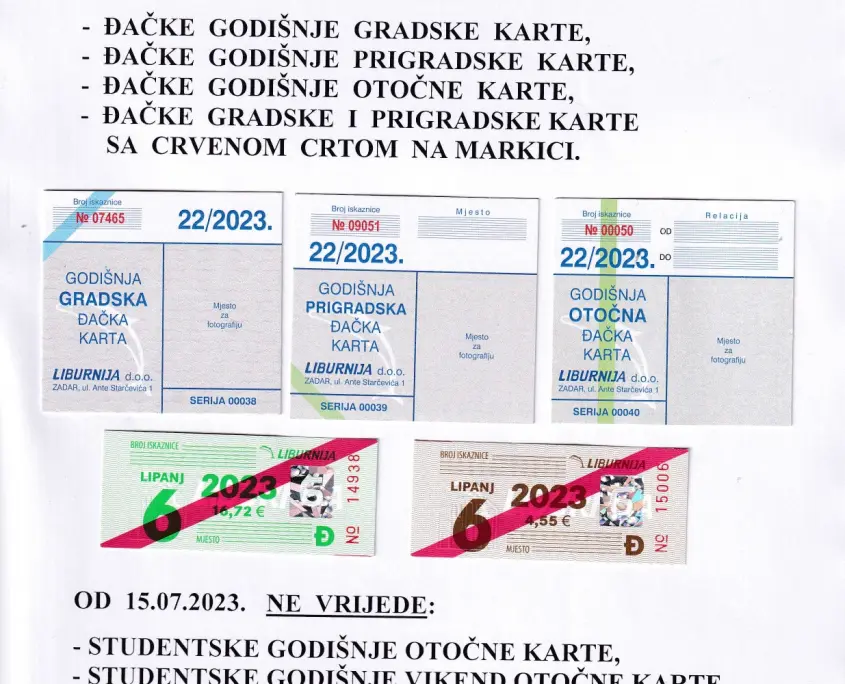 - ĐAČKE GODIŠNJE GRADSKE KARTE,
- ĐAČKE GODIŠNJE PRIGRADSKE KARTE,
- ĐAČKE GODIŠNJE OTOČNE KARTE,
- ĐAČKE GRADSKE I PRIGRADSKE KARTE
SA CRVENOM CRTOM NA MARKICI.
Broj iskaznice
№ 07465
22/2023.
GODIŠNJA
GRADSKA
ĐAČKA
KARTA
Mjesto
za
fotografiju
LIBURNIJA d.o.o.
ZADAR, ul. Ante Starčevića 1
SERIJA 00038
Broj iskaznice
№ 09051
Mjesto
22/2023.
GODIŠNJA
PRIGRADSKA
ĐAČKA
KARTA
Mjesto
za
fotografiju
LIBURNIJA d.o.o.
ZADAR, ul. Ante Starčevića 1
SERIJA 00039
Broj iskaznice
№ 00050
Relacija
OD
DO
22/2023.
GODIŠNJA
OTOČNA
ĐAČKA
KARTA
Mjesto
za
fotografiju
LIBURNIJA d.o.o.
ZADAR, ul. Ante Starčevića 1
SERIJA 00040
BROJ ISKAZNICE
LIBURNIJA
LIPANJ
6
2023
16,72 €
6
MJESTO
Đ
№ 14938
BROJ ISKAZNICE
LIBURNIJA
LIPANJ
6
2023
4,55 €
6
MJESTO
Đ
№ 15006
OD 15.07.2023. NE VRIJEDE:
- STUDENTSKE GODIŠNJE OTOČNE KARTE,
- STUDENTSKE GODIŠNJE VIKEND OTOČNE KARTE